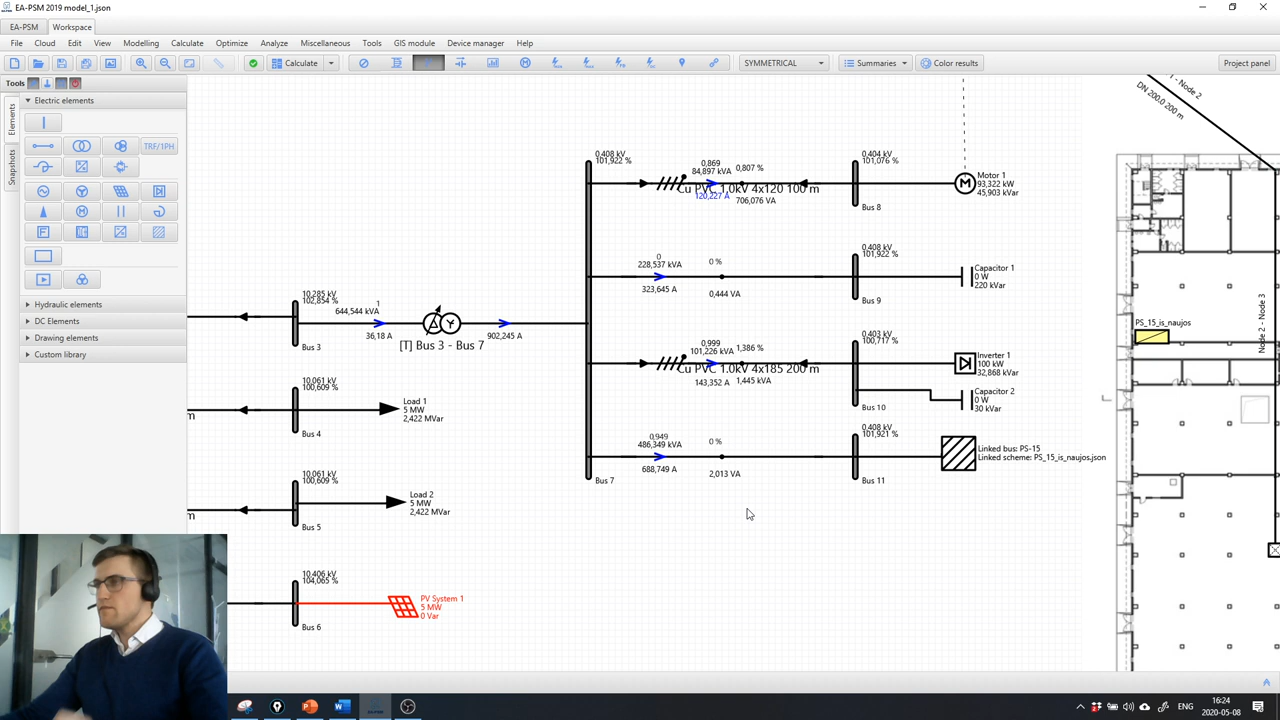 EA-PSM 2019 model_1.json
EA-PSM
Workspace
File
Cloud
Edit
View
Modelling
Calculate
Optimize
Analyze
Miscellaneous
Tools
GIS module
Device manager
Help
Calculate
SYMMETRICAL
Summaries
Color results
Project panel
Tools
Elements
Snapshots
Electric elements
TRF/1PH
Hydraulic elements
DC Elements
Drawing elements
Custom library
10,285 kV
102,854 %
Bus 3
1
644,544 kVA
36,18 A
[T] Bus 3 - Bus 7
902,245 A
10,061 kV
100,609 %
Bus 4
Load 1
5 MW
2,422 MVar
10,061 kV
100,609 %
Bus 5
Load 2
5 MW
2,422 MVar
10,406 kV
104,065 %
Bus 6
PV System 1
5 MW
0 Var
0,408 kV
101,922 %
Bus 7
0,869
84,897 kVA
0,807 %
Cu PVC 1.0kV 4x120 100 m
120,227 A
706,076 VA
0,404 kV
101,076 %
Bus 8
Motor 1
93,322 kW
45,903 kVar
0
228,537 kVA
0 %
323,645 A
0,444 VA
0,408 kV
101,922 %
Bus 9
Capacitor 1
0 W
220 kVar
0,999
101,226 kVA
1,386 %
Cu PVC 1.0kV 4x185 200 m
143,352 A
1,445 kVA
0,403 kV
100,717 %
Bus 10
Inverter 1
100 kW
32,868 kVar
Capacitor 2
0 W
30 kVar
0,949
486,349 kVA
0 %
688,749 A
2,013 VA
0,408 kV
101,921 %
Bus 11
Linked bus: PS-15
Linked scheme: PS_15_is_naujos.json
- Node 2
DN 200.0 200 m
PS_15_is_naujos
Node 2 - Node 3
m
m
ENG
16:24
2020-05-08